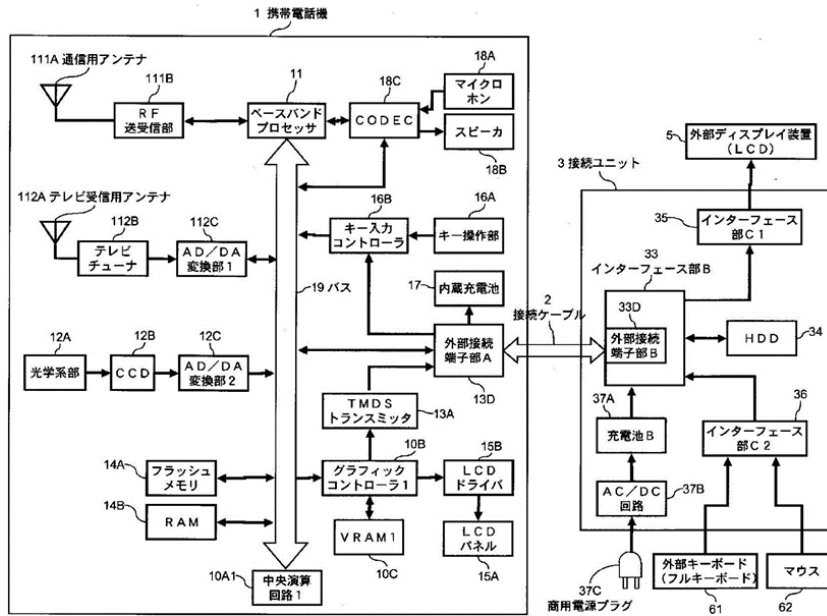 1 携帯電話機
111A 通信用アンテナ
111B
RF
送受信部
11
ベースバンド
プロセッサ
18C
CODEC
18A
マイクロ
ホン
スピーカ
18B
112A テレビ受信用アンテナ
112B
テレビ
チューナ
112C
AD/DA
変換部1
16B
キー入力
コントローラ
16A
キー操作部
19 バス
17
内蔵充電池
12A
光学系部
12B
CCD
12C
AD/DA
変換部2
外部接続
端子部A
13D
TMDS
トランスミッタ
13A
14A
フラッシュ
メモリ
14B
RAM
10B
グラフィック
コントローラ1
15B
LCD
ドライバ
VRAM1
10C
LCD
パネル
15A
10A1
中央演算
回路1
2
接続ケーブル
5
外部ディスプレイ装置
(LCD)
3 接続ユニット
35
インターフェース
部C1
33
インターフェース部B
33D
外部接続
端子部B
HDD
34
37A
充電池B
36
インターフェース
部C2
AC/DC
回路
37B
37C
商用電源プラグ
外部キーボード
(フルキーボード)
61
マウス
62